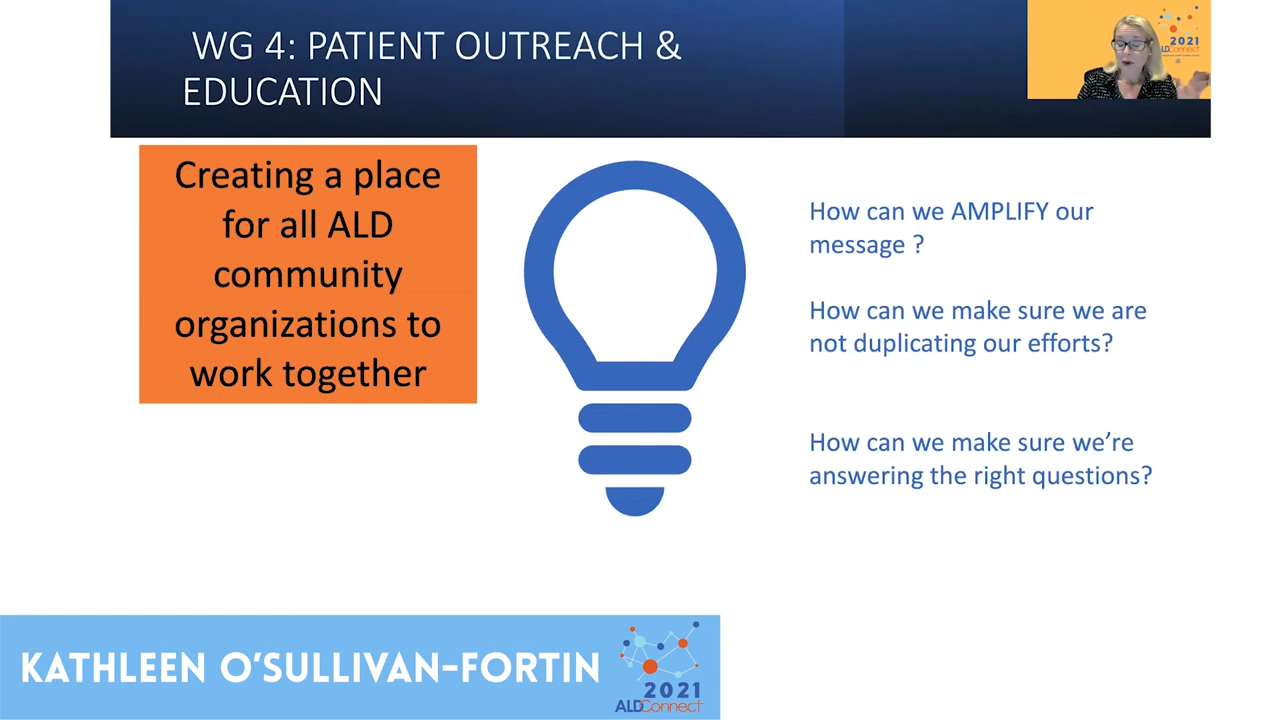 WG 4: PATIENT OUTREACH &
EDUCATION
2021
ALDConnect
Creating a place
for all ALD
community
organizations to
work together
How can we AMPLIFY our
message ?
How can we make sure we are
not duplicating our efforts?
How can we make sure we’re
answering the right questions?
KATHLEEN O’SULLIVAN-FORTIN
2021
ALDConnect